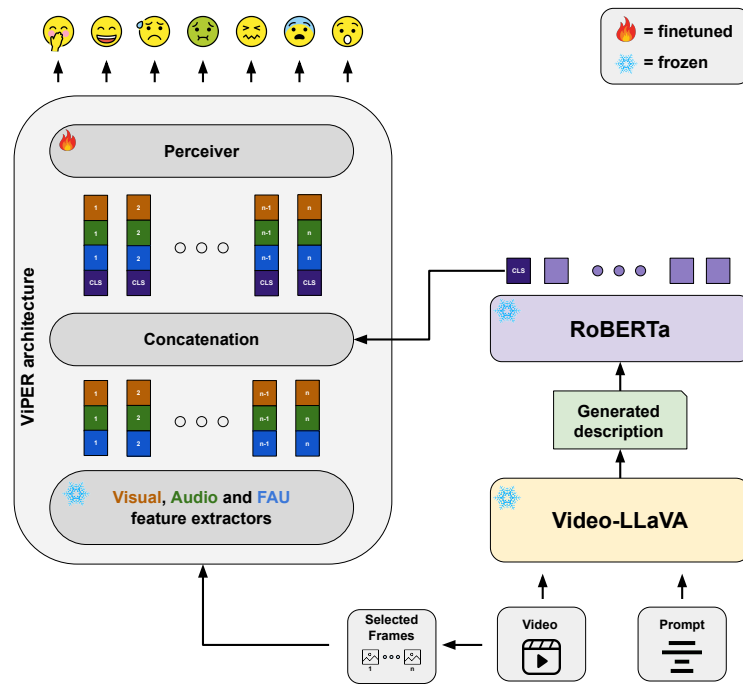 = finetuned
= frozen
ViPER architecture
Perceiver
1 2 n-1 n
1 2 n-1 n
1 2 n-1 n
CLS CLS CLS CLS
Concatenation
1 2 n-1 n
1 2 n-1 n
1 2 n-1 n
Visual, Audio and FAU
feature extractors
CLS
RoBERTa
Generated
description
Video-LLaVA
Selected
Frames
1 n
Video
Prompt